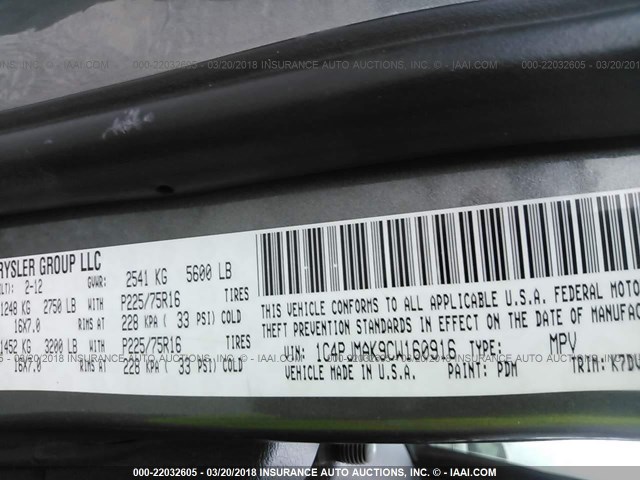 000-22032605 - 03/20/2018 INSURANCE AUTO AUCTIONS, INC. - IAAI.COM
RYSLER GROUP LLC
2-12 GVWR: 2541 KG 5600 LB
1248 KG 2750 LB WITH P225/75R16 TIRES
16X7.0 RIMS AT 228 KPA ( 33 PSI) COLD
1452 KG 3200 LB WITH P225/75R16 TIRES
16X7.0 RIMS AT 228 KPA ( 33 PSI) COLD
THIS VEHICLE CONFORMS TO ALL APPLICABLE U.S.A. FEDERAL MOTOR
THEFT PREVENTION STANDARDS IN EFFECT ON THE DATE OF MANUFAC
VIN: TYPE: MPV
VEHICLE MADE IN U.S.A. PAINT: PDM TRIM: K7DV
000-22032605 - 03/20/2018 INSURANCE AUTO AUCTIONS, INC. - IAAI.COM